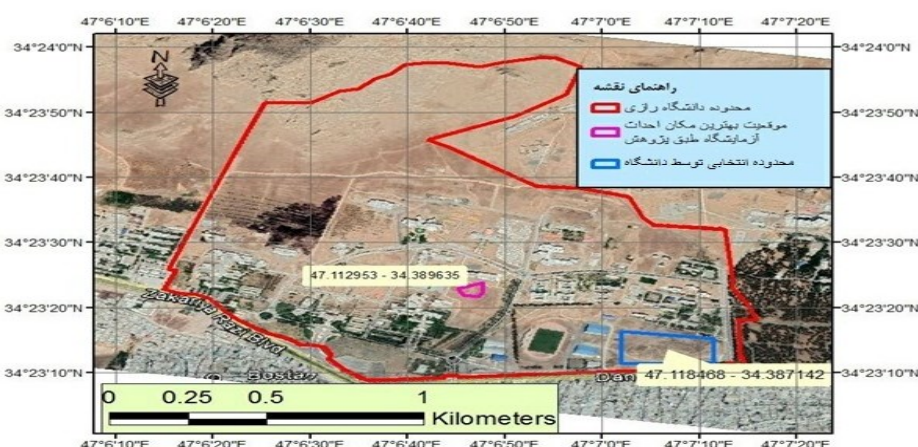 47°6'10"E 47°6'20"E 47°6'30"E 47°6'40"E 47°6'50"E 47°7'0"E 47°7'10"E 47°7'20"E
N
34°24'0"N 34°24'0"N
راهنمای نقشه
محدوده دانشگاه رازی
34°23'50"N 34°23'50"N
موقعیت بهترین مکان احداث
آزمایشگاه طبق پژوهش
محدوده انتخابی توسط دانشگاه
34°23'40"N 34°23'40"N
34°23'30"N 34°23'30"N
47.112953 - 34.389635
34°23'20"N 34°23'20"N
Razi Blvd
34°23'10"N 34°23'10"N
47.118468 - 34.387142
0 0.25 0.5 1
Kilometers
47°6'10"E 47°6'20"E 47°6'30"E 47°6'40"E 47°6'50"E 47°7'0"E 47°7'10"E 47°7'20"E